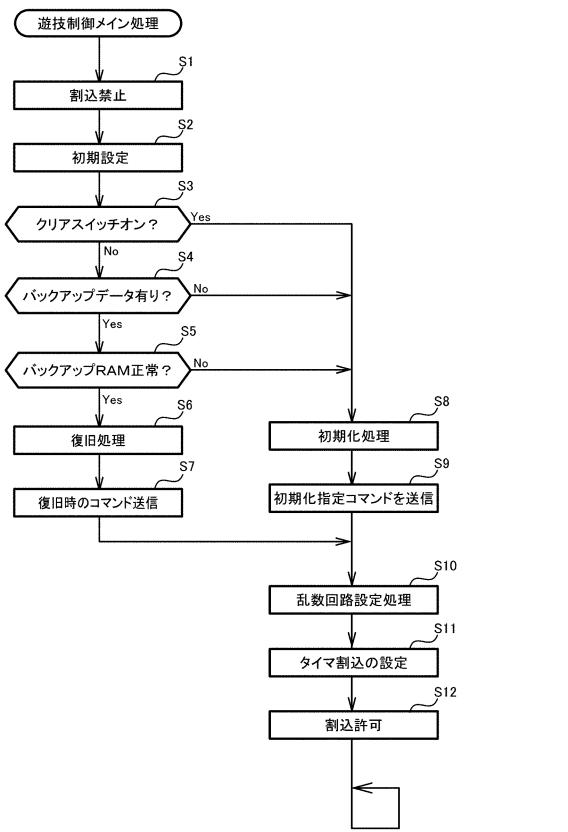 遊技制御メイン処理
S1
割込禁止
S2
初期設定
S3
クリアスイッチオン？
Yes
No
S4
バックアップデータ有り？
No
Yes
S5
バックアップRAM正常？
No
Yes
S6
復旧処理
S7
復旧時のコマンド送信
S8
初期化処理
S9
初期化指定コマンドを送信
S10
乱数回路設定処理
S11
タイマ割込の設定
S12
割込許可